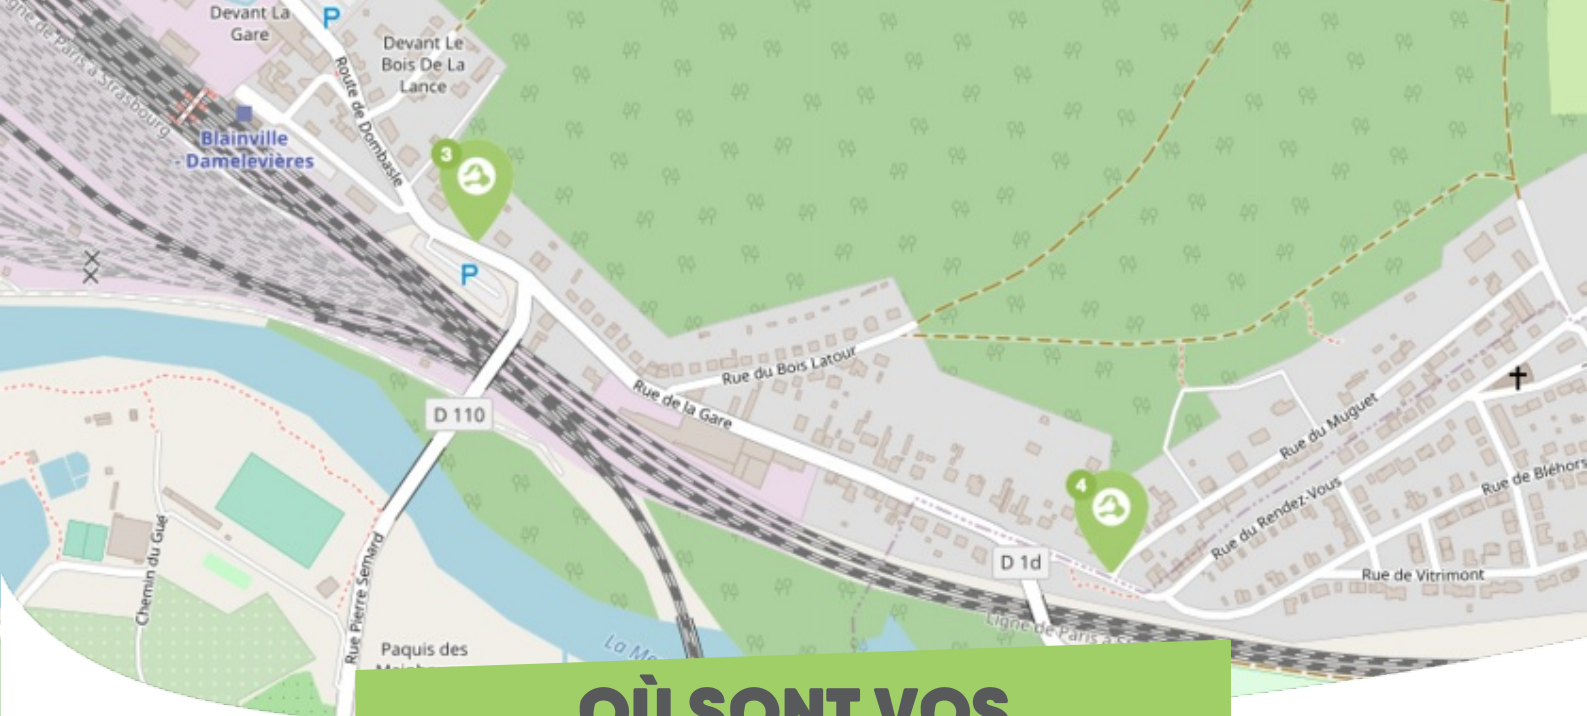 Devant La
Gare
P
Devant Le
Bois De La
Lance
Route de Dombasle
Ligne de Paris à Strasbourg
Blainville
- Damelevières
3
P
Rue du Bois Latour
Rue de la Gare
D 110
Rue du Muguet
4
Rue du Rendez-Vous
Rue de Bléhors
D 1d
Rue de Vitrimont
Chemin du Gué
Rue Pierre Semard
Ligne de Paris à
La
Paquis des
OÙ SONT VOS